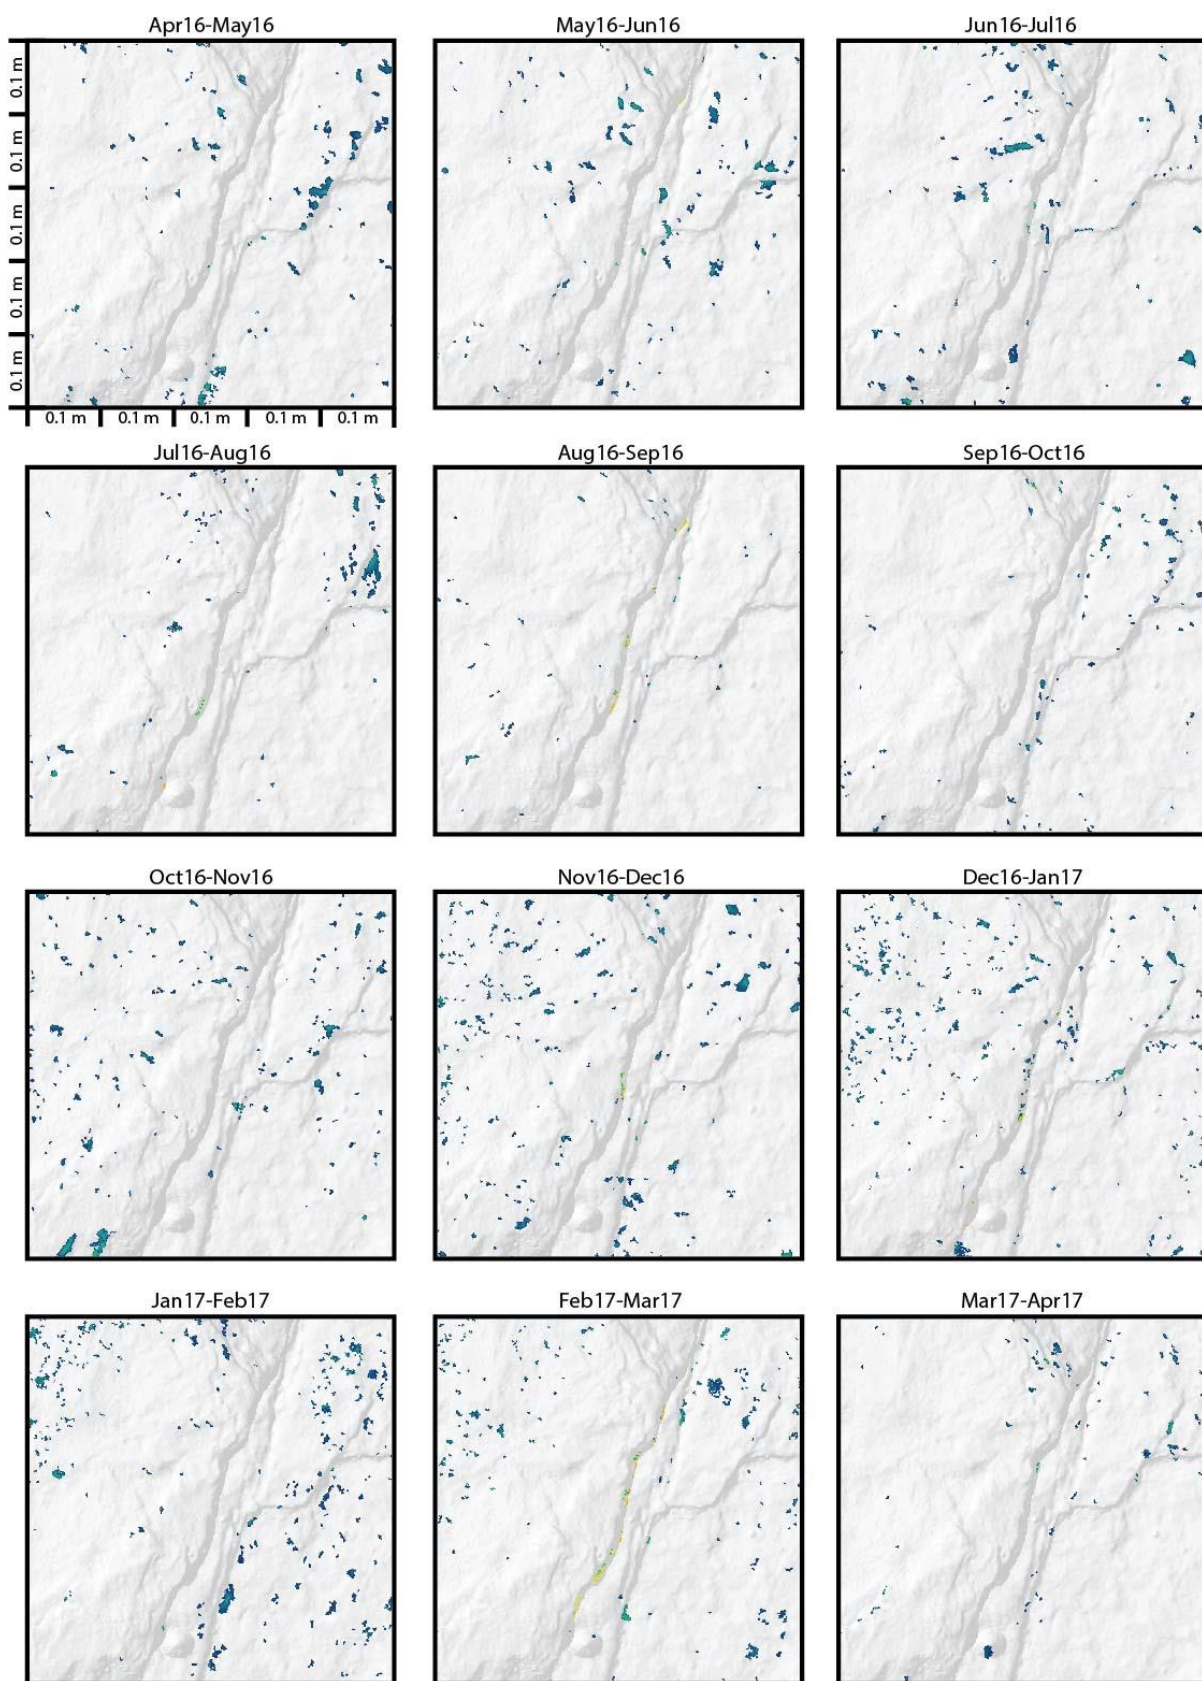 Apr16-May16
May16-Jun16
Jun16-Jul16
0.1 m
0.1 m
0.1 m
0.1 m
0.1 m
0.1 m
0.1 m
0.1 m
0.1 m
0.1 m
Jul16-Aug16
Aug16-Sep16
Sep16-Oct16
Oct16-Nov16
Nov16-Dec16
Dec16-Jan17
Jan17-Feb17
Feb17-Mar17
Mar17-Apr17